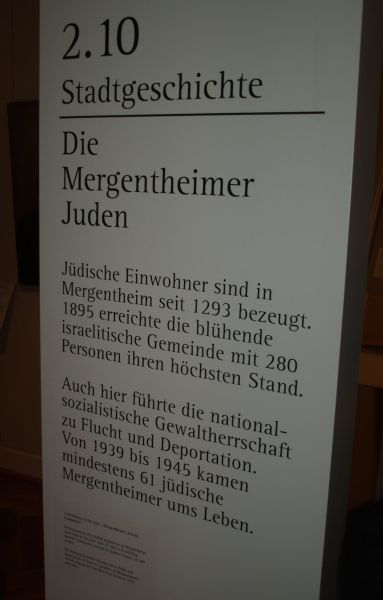 2.10
Stadtgeschichte
Die
Mergentheimer
Juden
Jüdische Einwohner sind in
Mergentheim seit 1293 bezeugt.
1895 erreichte die blühende
israelitische Gemeinde mit 280
Personen ihren höchsten Stand.
Auch hier führte die national-
sozialistische Gewaltherrschaft
zu Flucht und Deportation.
Von 1939 bis 1945 kamen
mindestens 61 jüdische
Mergentheimer ums Leben.